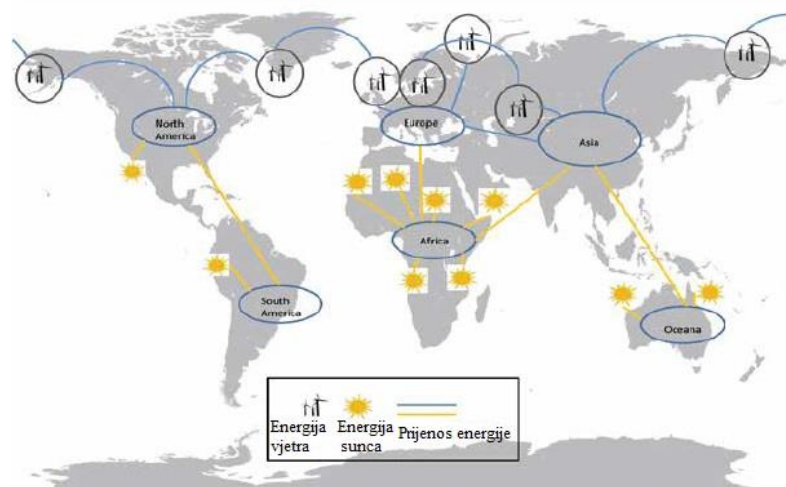 North
America
Europe
Asia
Africa
South
America
Oceana
Energija
vjetra
Energija
sunca
Prijenos energije